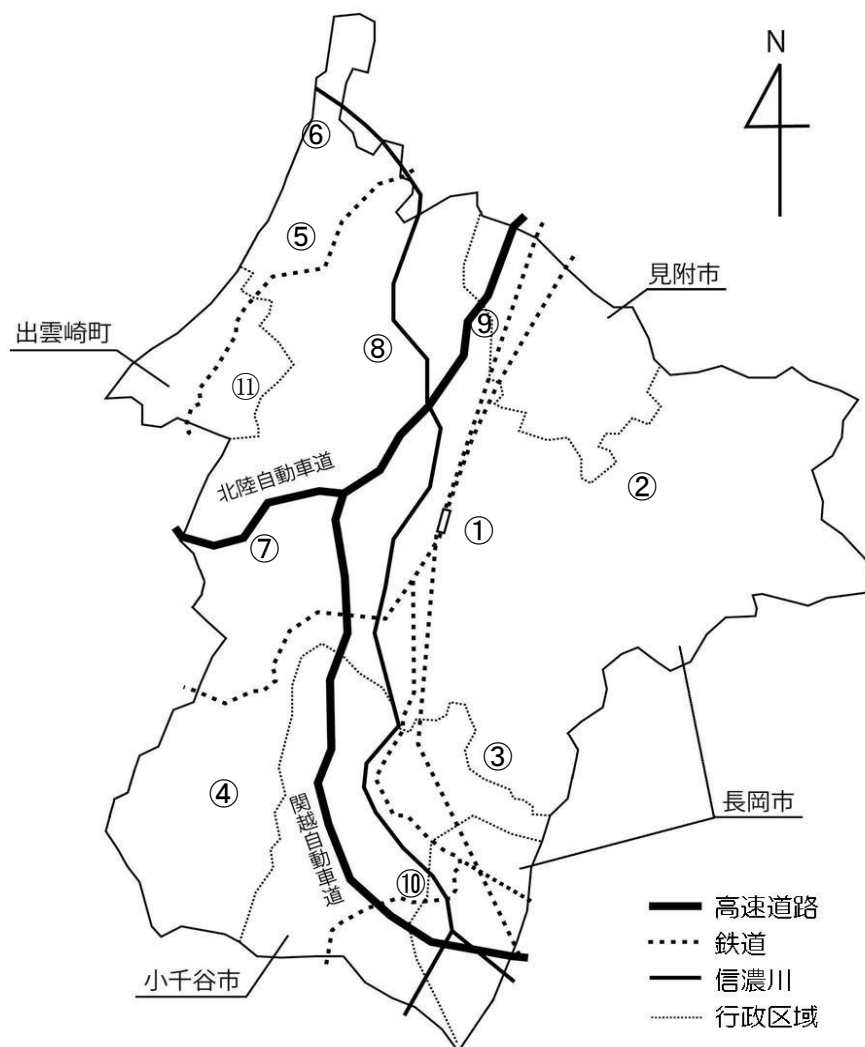 N
⑥
⑤
見附市
出雲崎町
⑧
⑨
⑪
北陸自動車道
②
①
⑦
③
④
長岡市
関越自動車道
⑩
高速道路
鉄道
小千谷市
信濃川
行政区域